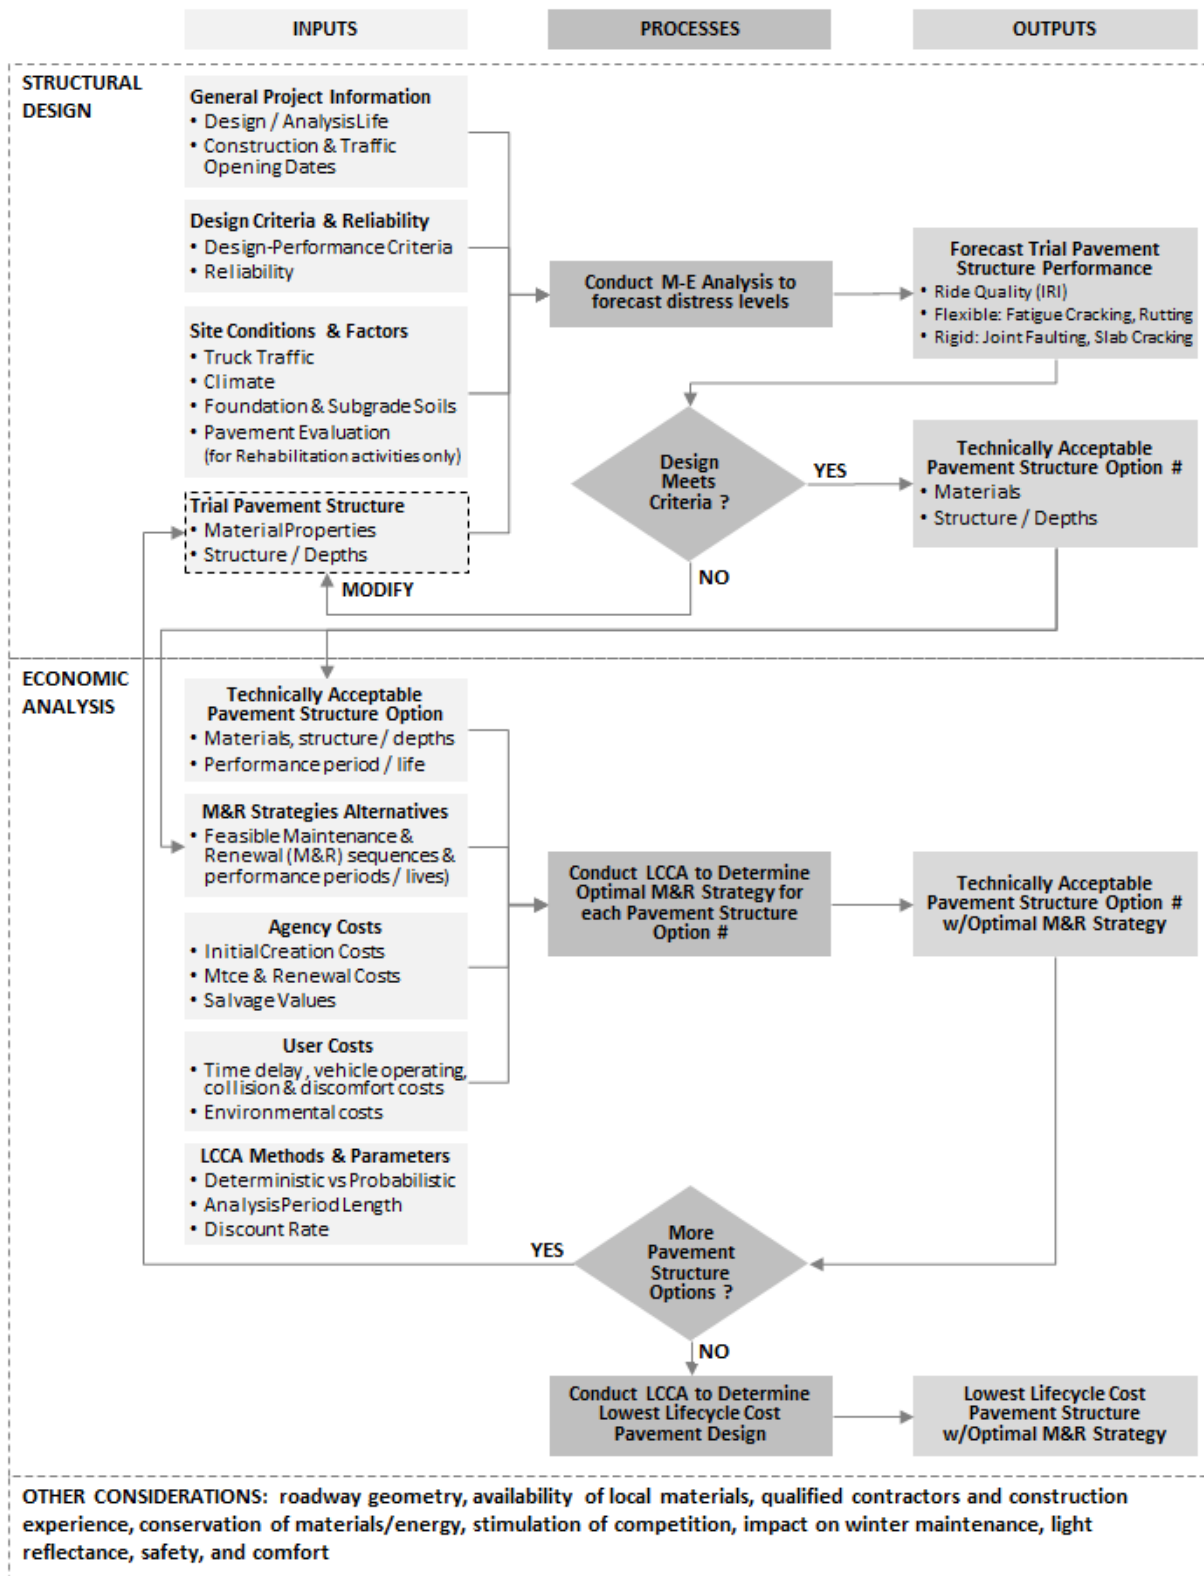 INPUTS
PROCESSES
OUTPUTS
STRUCTURAL
DESIGN
General Project Information
• Design / Analysis Life
• Construction & Traffic
Opening Dates
Design Criteria & Reliability
• Design-Performance Criteria
• Reliability
Site Conditions & Factors
• Truck Traffic
• Climate
• Foundation & Subgrade Soils
• Pavement Evaluation
(for Rehabilitation activities only)
Trial Pavement Structure
• Material Properties
• Structure / Depths
Conduct M-E Analysis to
forecast distress levels
Forecast Trial Pavement
Structure Performance
• Ride Quality (IRI)
• Flexible: Fatigue Cracking, Rutting
• Rigid: Joint Faulting, Slab Cracking
Design
Meets
Criteria ?
YES
Technically Acceptable
Pavement Structure Option #
• Materials
• Structure / Depths
NO
MODIFY
ECONOMIC
ANALYSIS
Technically Acceptable
Pavement Structure Option
• Materials, structure / depths
• Performance period / life
M&R Strategies Alternatives
• Feasible Maintenance &
Renewal (M&R) sequences &
performance periods / lives)
Agency Costs
• Initial Creation Costs
• Mtce & Renewal Costs
• Salvage Values
User Costs
• Time delay, vehicle operating,
collision & discomfort costs
• Environmental costs
LCCA Methods & Parameters
• Deterministic vs Probabilistic
• Analysis Period Length
• Discount Rate
Conduct LCCA to Determine
Optimal M&R Strategy for
each Pavement Structure
Option #
Technically Acceptable
Pavement Structure Option #
w/Optimal M&R Strategy
More
Pavement
Structure
Options ?
YES
NO
Conduct LCCA to Determine
Lowest Lifecycle Cost
Pavement Design
Lowest Lifecycle Cost
Pavement Structure
w/Optimal M&R Strategy
OTHER CONSIDERATIONS: roadway geometry, availability of local materials, qualified contractors and construction
experience, conservation of materials/energy, stimulation of competition, impact on winter maintenance, light
reflectance, safety, and comfort